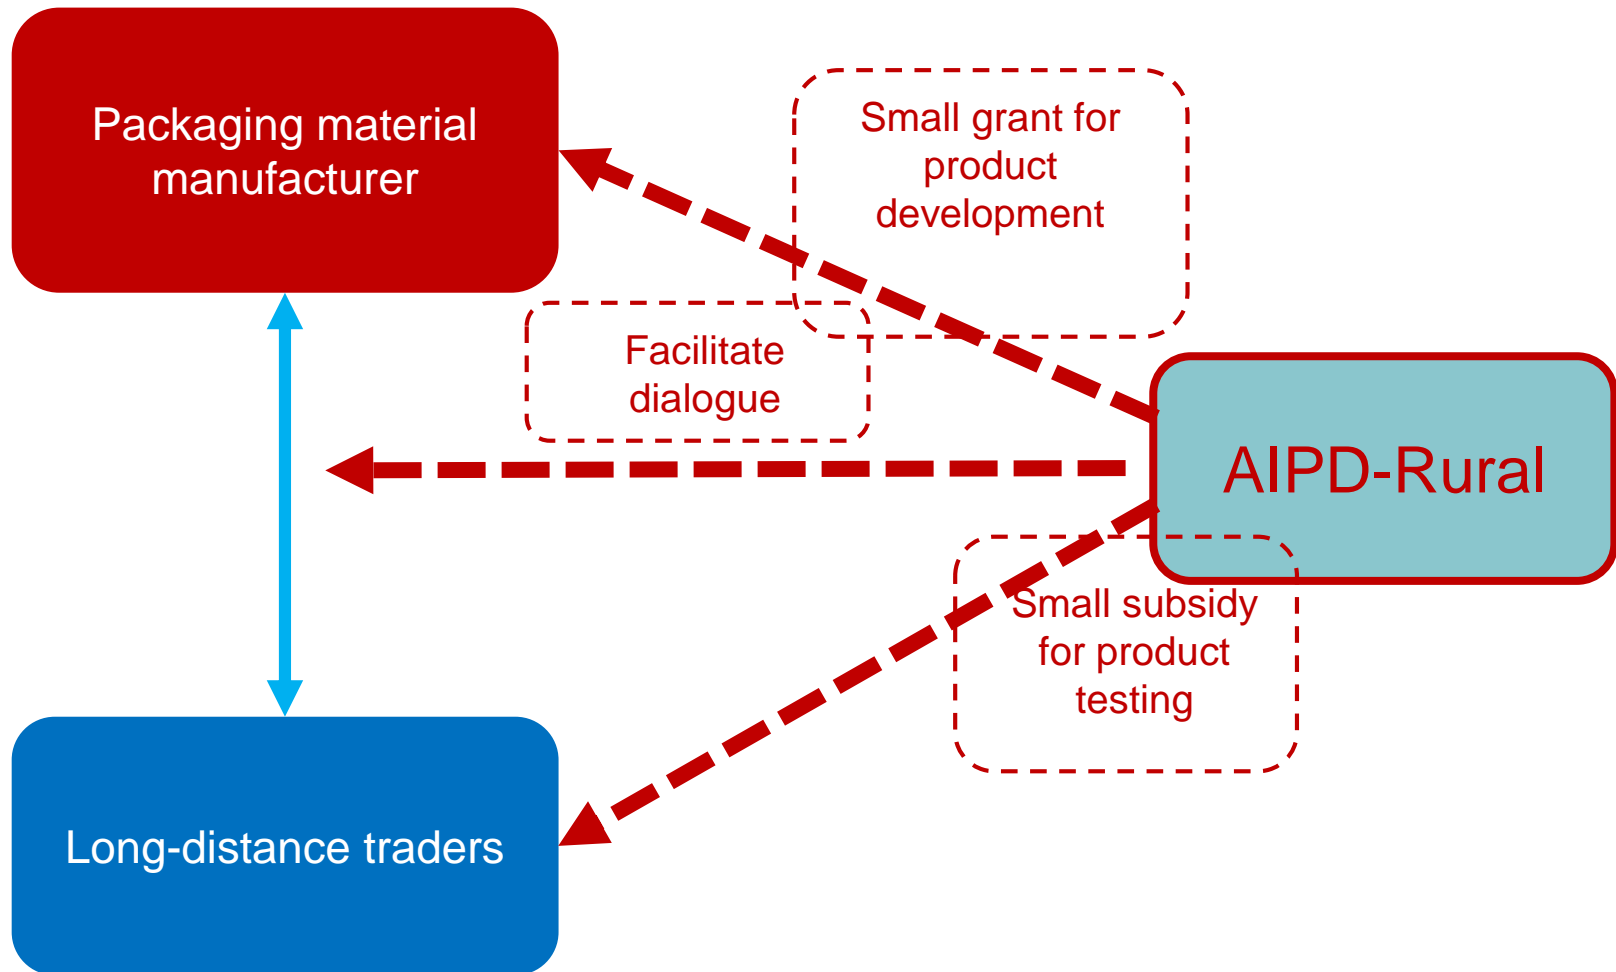 Packaging material
manufacturer
Small grant for
product
development
Facilitate
dialogue
AIPD-Rural
Small subsidy
for product
testing
Long-distance traders